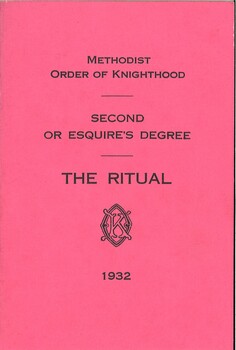 METHODIST
ORDER OF KNIGHTHOOD
SECOND
OR ESQUIRE'S DEGREE
THE RITUAL
1932